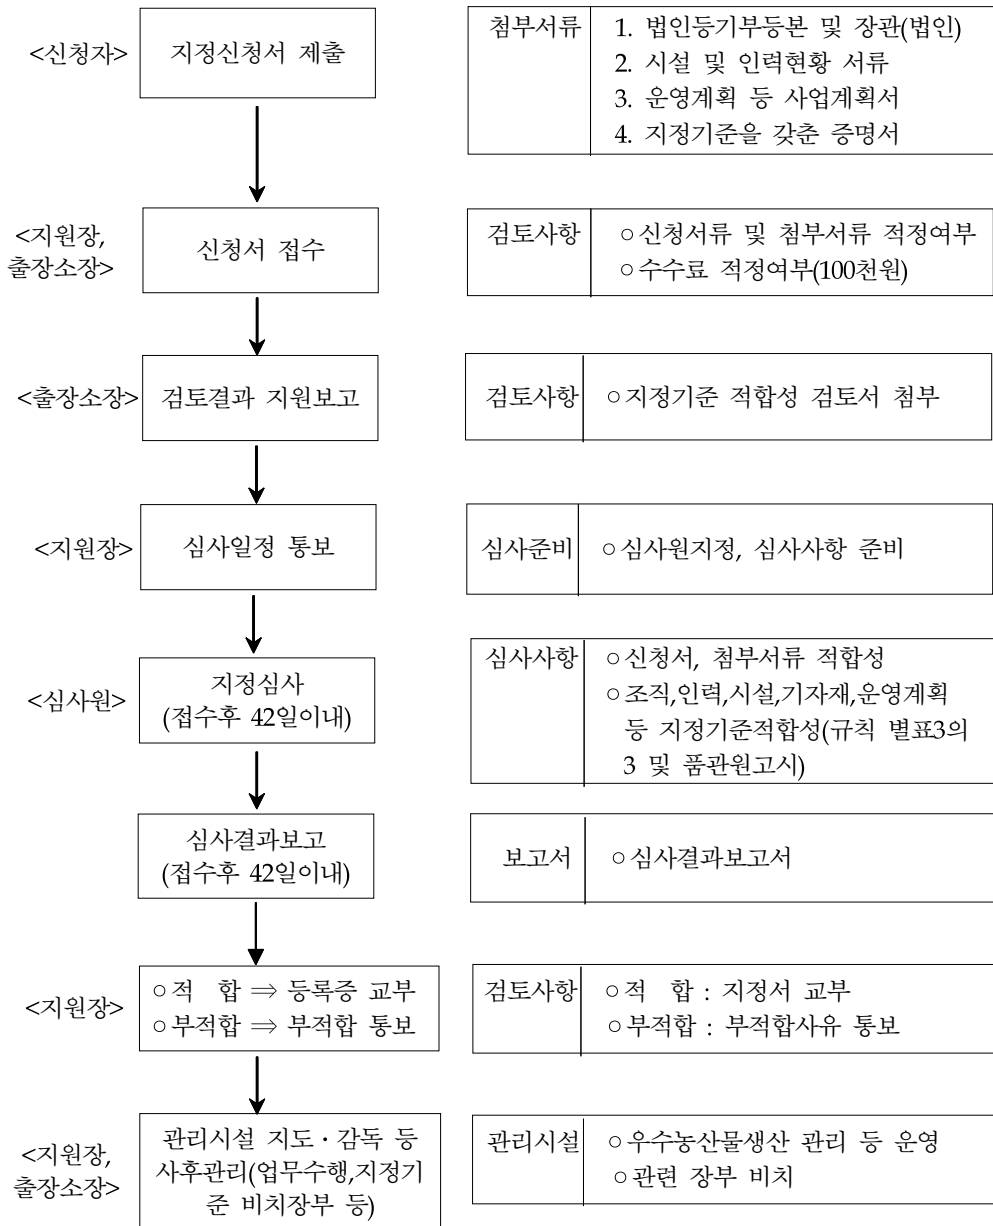 <신청자>
지정신청서 제출
첨부서류
1. 법인등기부등본 및 장관(법인)
2. 시설 및 인력현황 서류
3. 운영계획 등 사업계획서
4. 지정기준을 갖춘 증명서
<지원장,
출장소장>
신청서 접수
검토사항
○신청서류 및 첨부서류 적정여부
○수수료 적정여부(100천원)
<출장소장>
검토결과 지원보고
검토사항
○지정기준 적합성 검토서 첨부
<지원장>
심사일정 통보
심사준비
○심사원지정, 심사사항 준비
<심사원>
지정심사
(접수후 42일이내)
심사사항
○신청서, 첨부서류 적합성
○조직,인력,시설,기자재,운영계획
등 지정기준적합성(규칙 별표3의
3 및 품관원고시)
심사결과보고
(접수후 42일이내)
보고서
○심사결과보고서
<지원장>
○적 합 ⇒ 등록증 교부
○부적합 ⇒ 부적합 통보
검토사항
○적 합 : 지정서 교부
○부적합 : 부적합사유 통보
<지원장,
출장소장>
관리시설 지도・감독 등
사후관리(업무수행,지정기
준 비치장부 등)
관리시설
○우수농산물생산 관리 등 운영
○관련 장부 비치